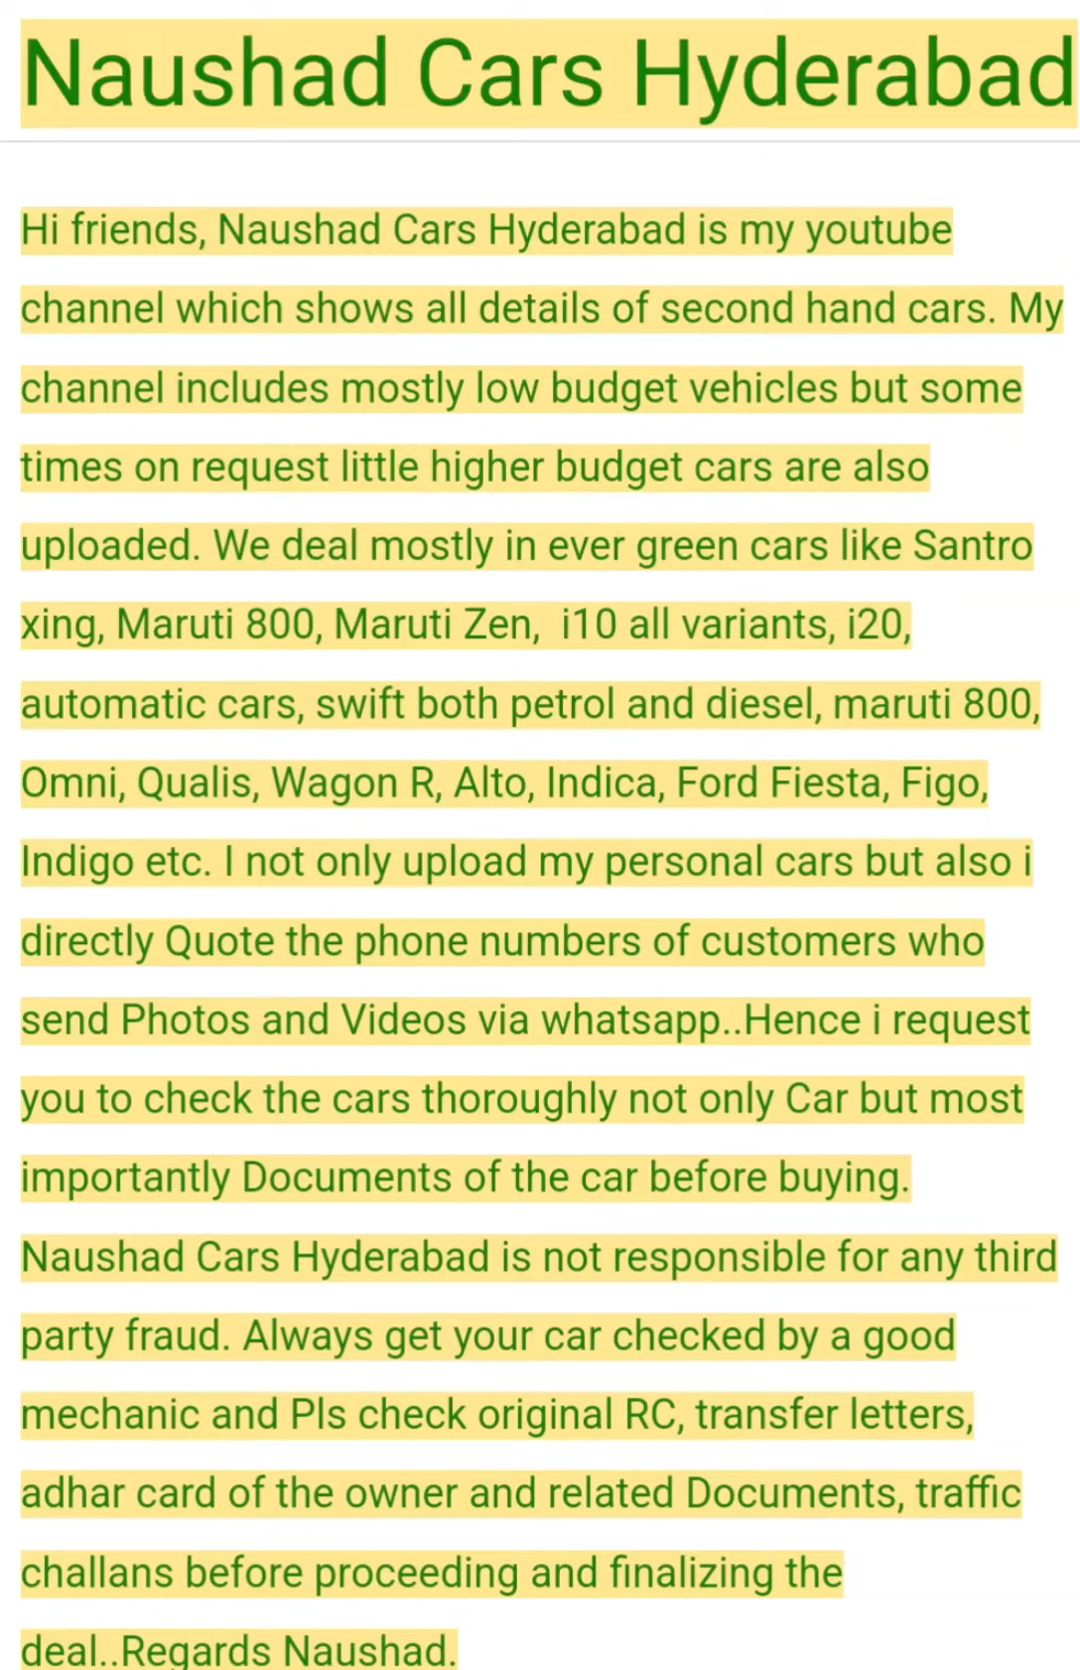 Naushad Cars Hyderabad
Hi friends, Naushad Cars Hyderabad is my youtube
channel which shows all details of second hand cars. My
channel includes mostly low budget vehicles but some
times on request little higher budget cars are also
uploaded. We deal mostly in ever green cars like Santro
xing, Maruti 800, Maruti Zen,  i10 all variants, i20,
automatic cars, swift both petrol and diesel, maruti 800,
Omni, Qualis, Wagon R, Alto, Indica, Ford Fiesta, Figo,
Indigo etc. I not only upload my personal cars but also i
directly Quote the phone numbers of customers who
send Photos and Videos via whatsapp..Hence i request
you to check the cars thoroughly not only Car but most
importantly Documents of the car before buying.
Naushad Cars Hyderabad is not responsible for any third
party fraud. Always get your car checked by a good
mechanic and Pls check original RC, transfer letters,
adhar card of the owner and related Documents, traffic
challans before proceeding and finalizing the
deal..Regards Naushad.